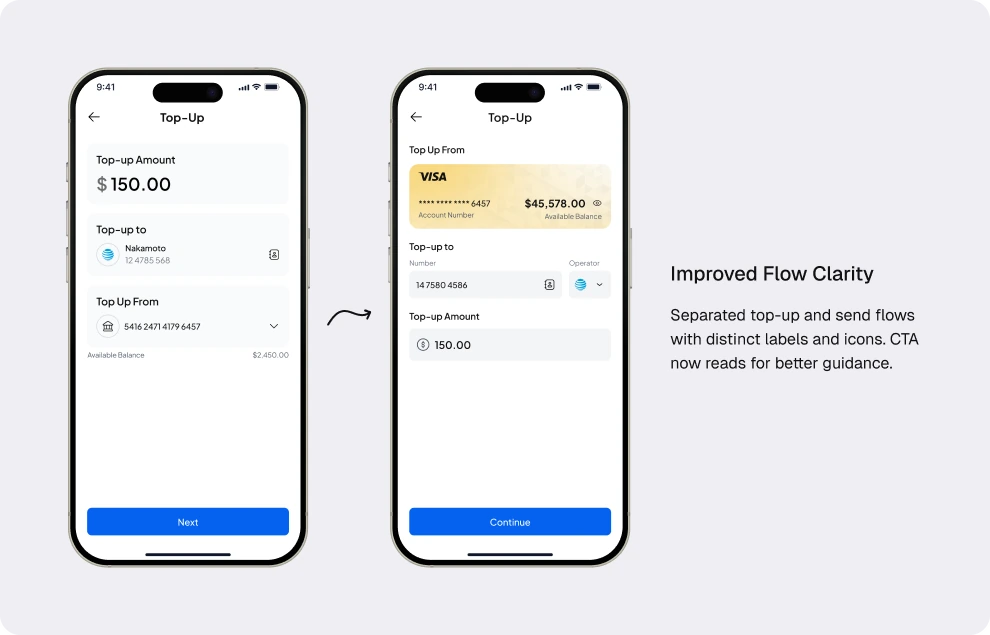 9:41
Top-Up
Top-up Amount
$ 150.00
Top-up to
Nakamoto
12 4785 568
Top Up From
5416 2471 4179 6457
Available Balance $2,450.00
Next
9:41
Top-Up
Top Up From
VISA
**** **** **** 6457 $45,578.00
Account Number Available Balance
Top-up to
Number Operator
14 7580 4586
Top-up Amount
$ 150.00
Continue
Improved Flow Clarity
Separated top-up and send flows
with distinct labels and icons. CTA
now reads for better guidance.